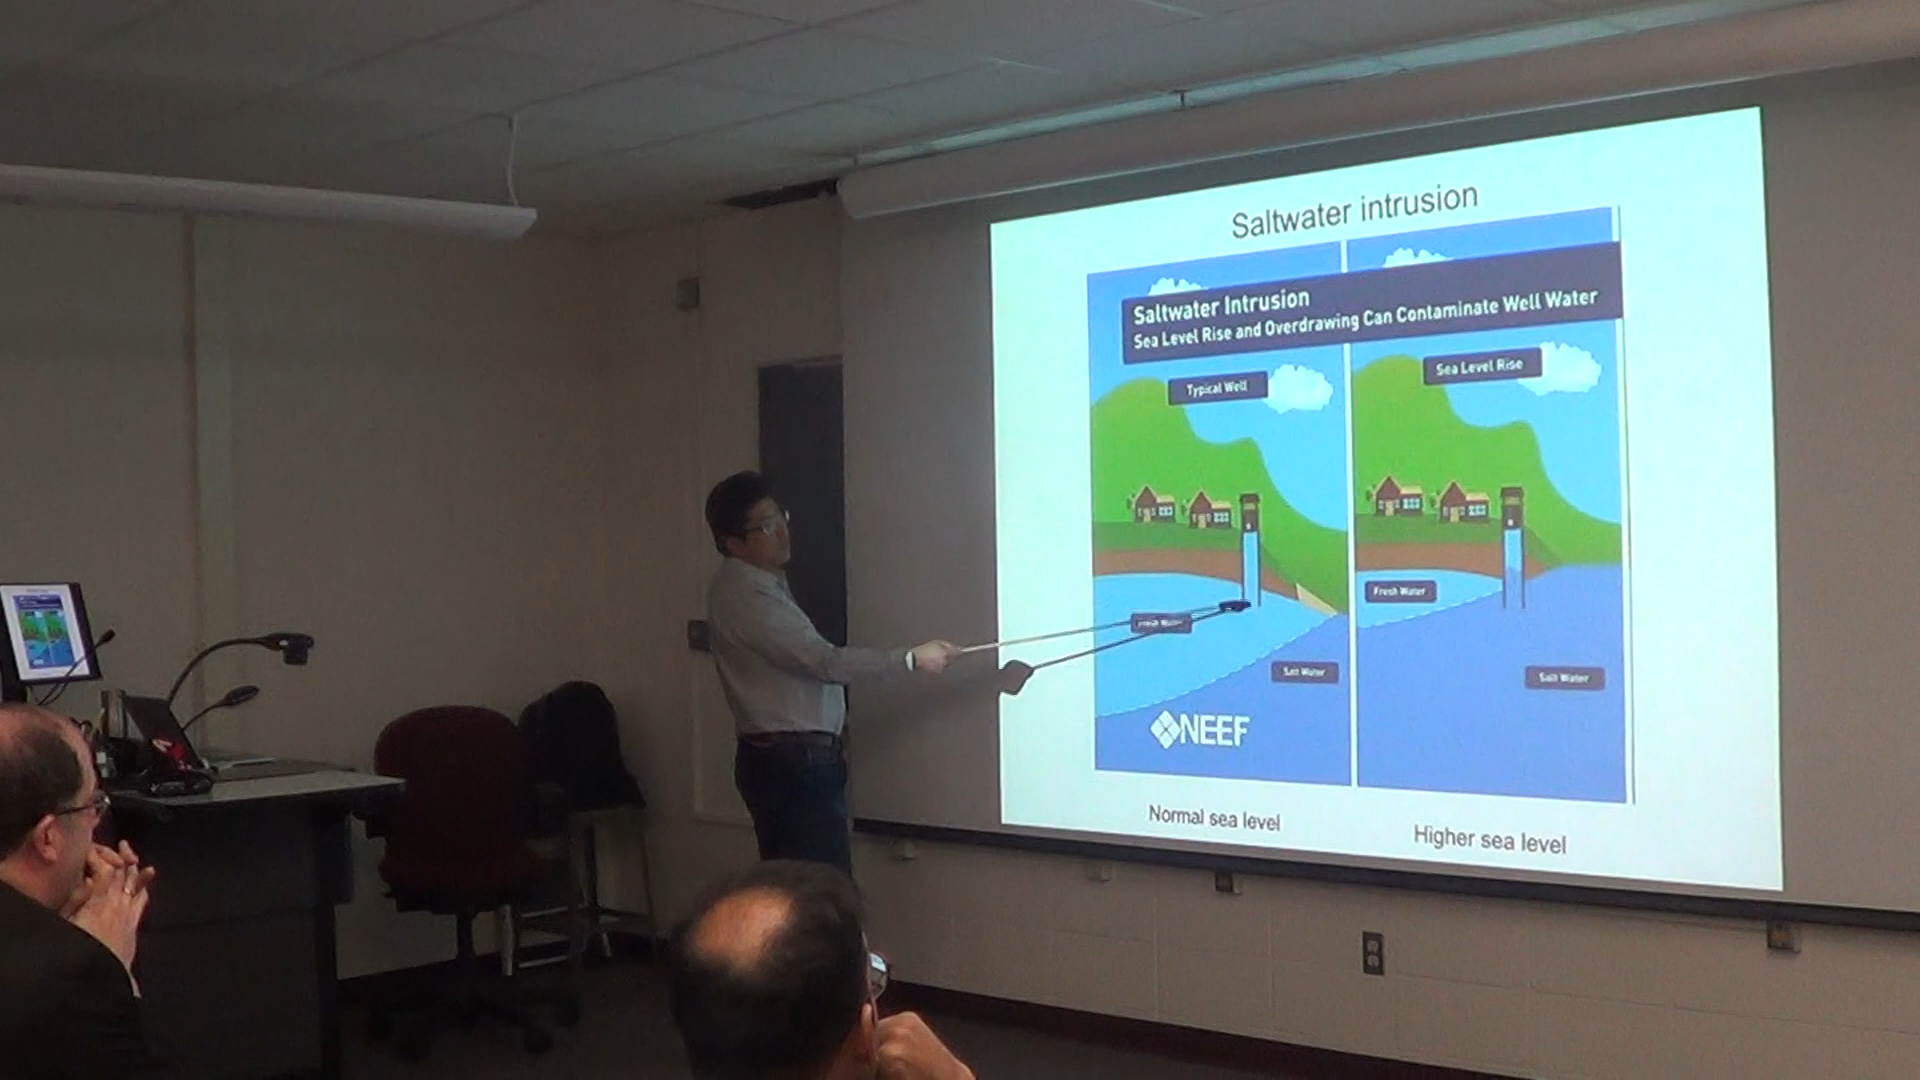 Saltwater intrusion
Saltwater Intrusion
Sea Level Rise and Overdrawing Can Contaminate Well Water
Typical Well
Sea Level Rise
Fresh Water
Fresh Water
Salt Water
Salt Water
NEEF
Normal sea level
Higher sea level